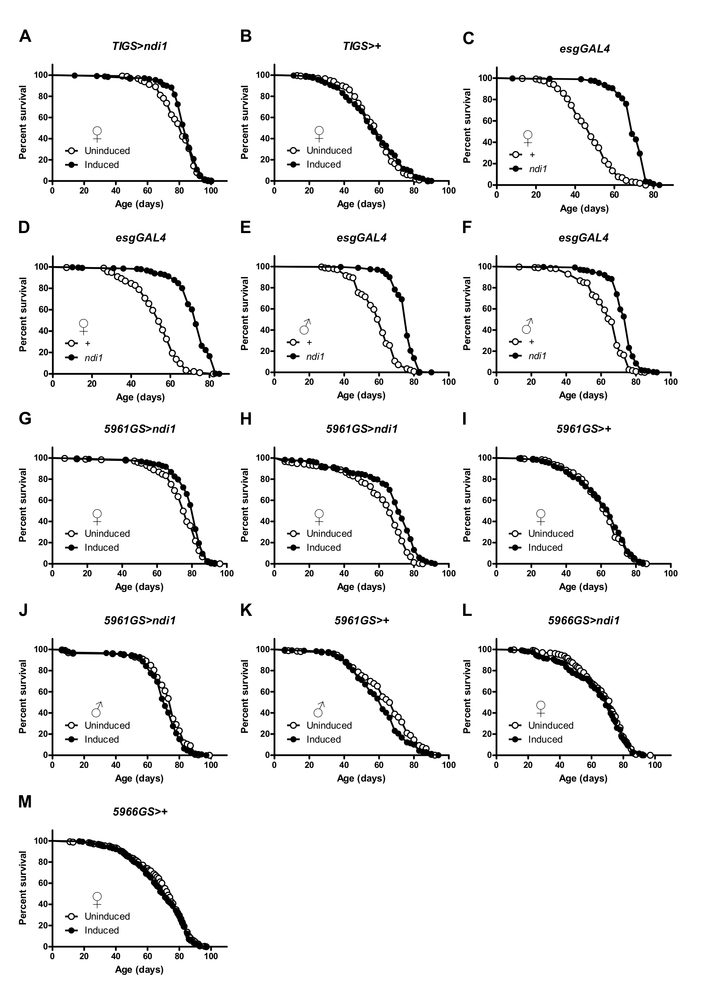 A
TIGS>ndi1
Percent survival
100
80
60
40
20
0
♀
Uninduced
Induced
0 20 40 60 80 100
Age (days)
B
TIGS>+
Percent survival
100
80
60
40
20
0
♀
Uninduced
Induced
0 20 40 60 80 100
Age (days)
C
esgGAL4
Percent survival
100
80
60
40
20
0
♀
+
ndi1
0 20 40 60 80
Age (days)
D
esgGAL4
Percent survival
100
80
60
40
20
0
♀
+
ndi1
0 20 40 60 80
Age (days)
E
esgGAL4
Percent survival
100
80
60
40
20
0
♂
+
ndi1
0 20 40 60 80 100
Age (days)
F
esgGAL4
Percent survival
100
80
60
40
20
0
♂
+
ndi1
0 20 40 60 80 100
Age (days)
G
5961GS>ndi1
Percent survival
100
80
60
40
20
0
♀
Uninduced
Induced
0 20 40 60 80 100
Age (days)
H
5961GS>ndi1
Percent survival
100
80
60
40
20
0
♀
Uninduced
Induced
0 20 40 60 80 100
Age (days)
I
5961GS>+
Percent survival
100
80
60
40
20
0
♀
Uninduced
Induced
0 20 40 60 80 100
Age (days)
J
5961GS>ndi1
Percent survival
100
80
60
40
20
0
♂
Uninduced
Induced
0 20 40 60 80 100
Age (days)
K
5961GS>+
Percent survival
100
80
60
40
20
0
♂
Uninduced
Induced
0 20 40 60 80 100
Age (days)
L
5966GS>ndi1
Percent survival
100
80
60
40
20
0
♀
Uninduced
Induced
0 20 40 60 80 100
Age (days)
M
5966GS>+
Percent survival
100
80
60
40
20
0
♀
Uninduced
Induced
0 20 40 60 80 100
Age (days)